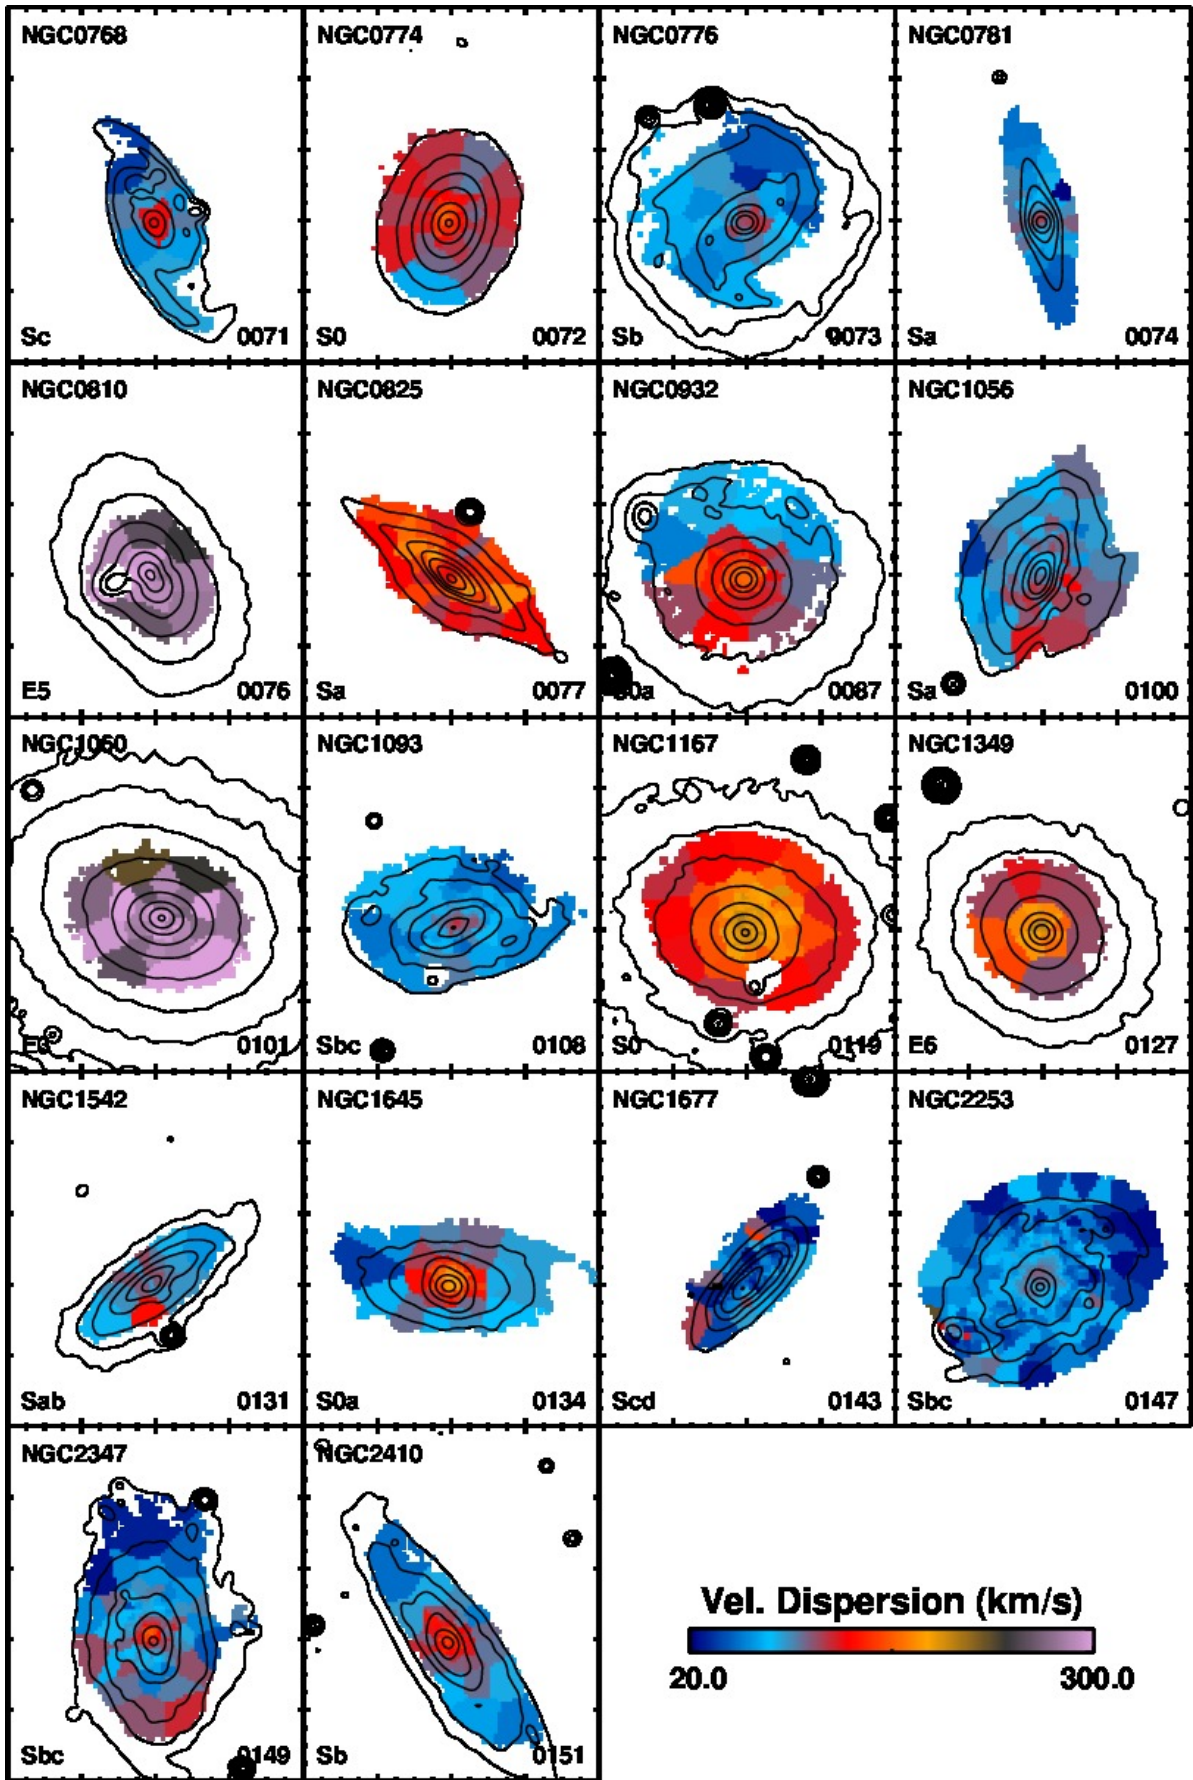 NGC0768 NGC0774 NGC0776 NGC0781
Sc 0071 S0 0072 Sb 0073 Sa 0074
NGC0810 NGC0825 NGC0932 NGC1056
E5 0076 Sa 0077 S0a 0087 Sa 0100
NGC1060 NGC1093 NGC1167 NGC1349
0101 Sbc 0108 S0 0119 E6 0127
NGC1542 NGC1645 NGC1677 NGC2253
Sab 0131 S0a 0134 Scd 0143 Sbc 0147
NGC2347 NGC2410
Vel. Dispersion (km/s)
20.0 300.0
Sbc 0149 Sb 0151